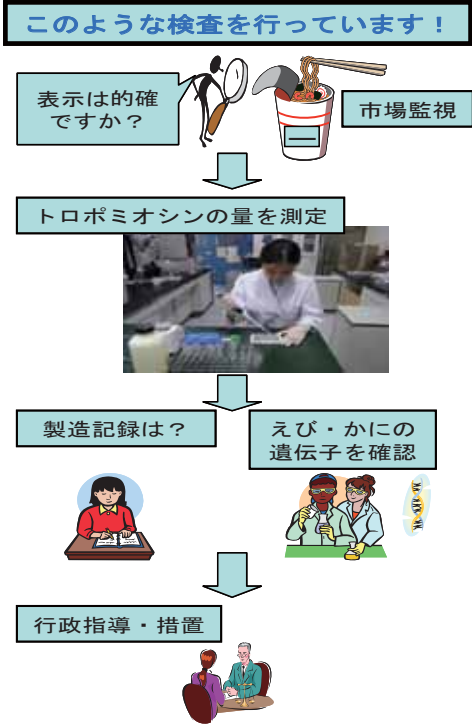 このような検査を行っています！
表示は的確
ですか？
市場監視
トロポミオシンの量を測定
製造記録は？
えび・かにの
遺伝子を確認
行政指導・措置